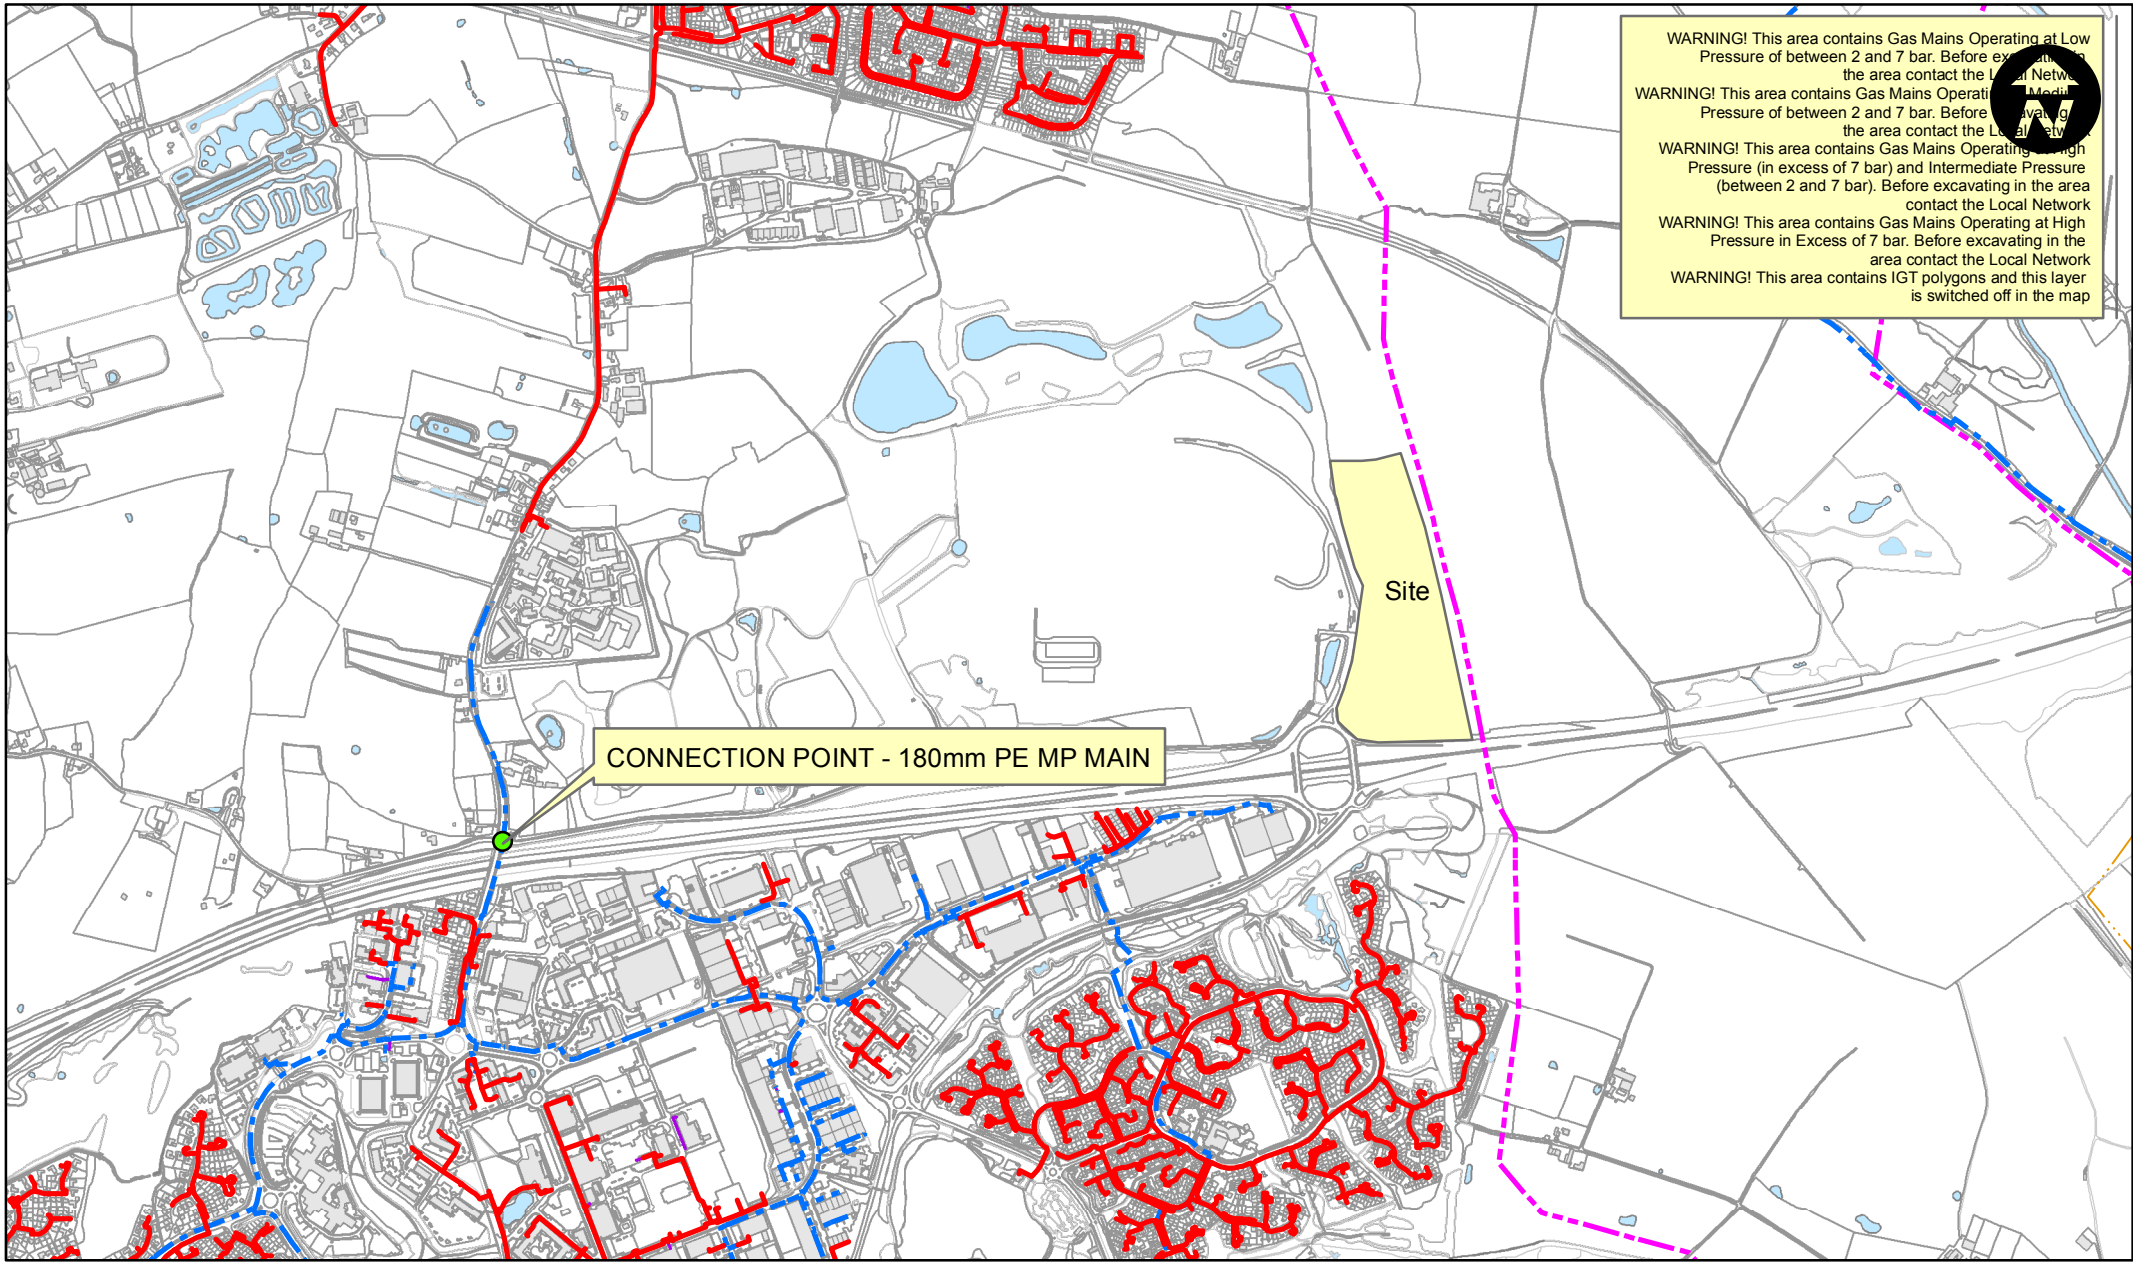 WARNING! This area contains Gas Mains Operating at Low
Pressure of between 2 and 7 bar. Before
the area contact the
WARNING! This area contains Gas Mains
Pressure of between 2 and 7 bar. Before
the area contact the
WARNING! This area contains Gas Mains Operating at High
Pressure (in excess of 7 bar) and Intermediate Pressure
(between 2 and 7 bar). Before excavating in the area
contact the Local Network
WARNING! This area contains Gas Mains Operating at High
Pressure in Excess of 7 bar. Before excavating in the
area contact the Local Network
WARNING! This area contains IGT polygons and this layer
is switched off in the map
N
Site
CONNECTION POINT - 180mm PE MP MAIN